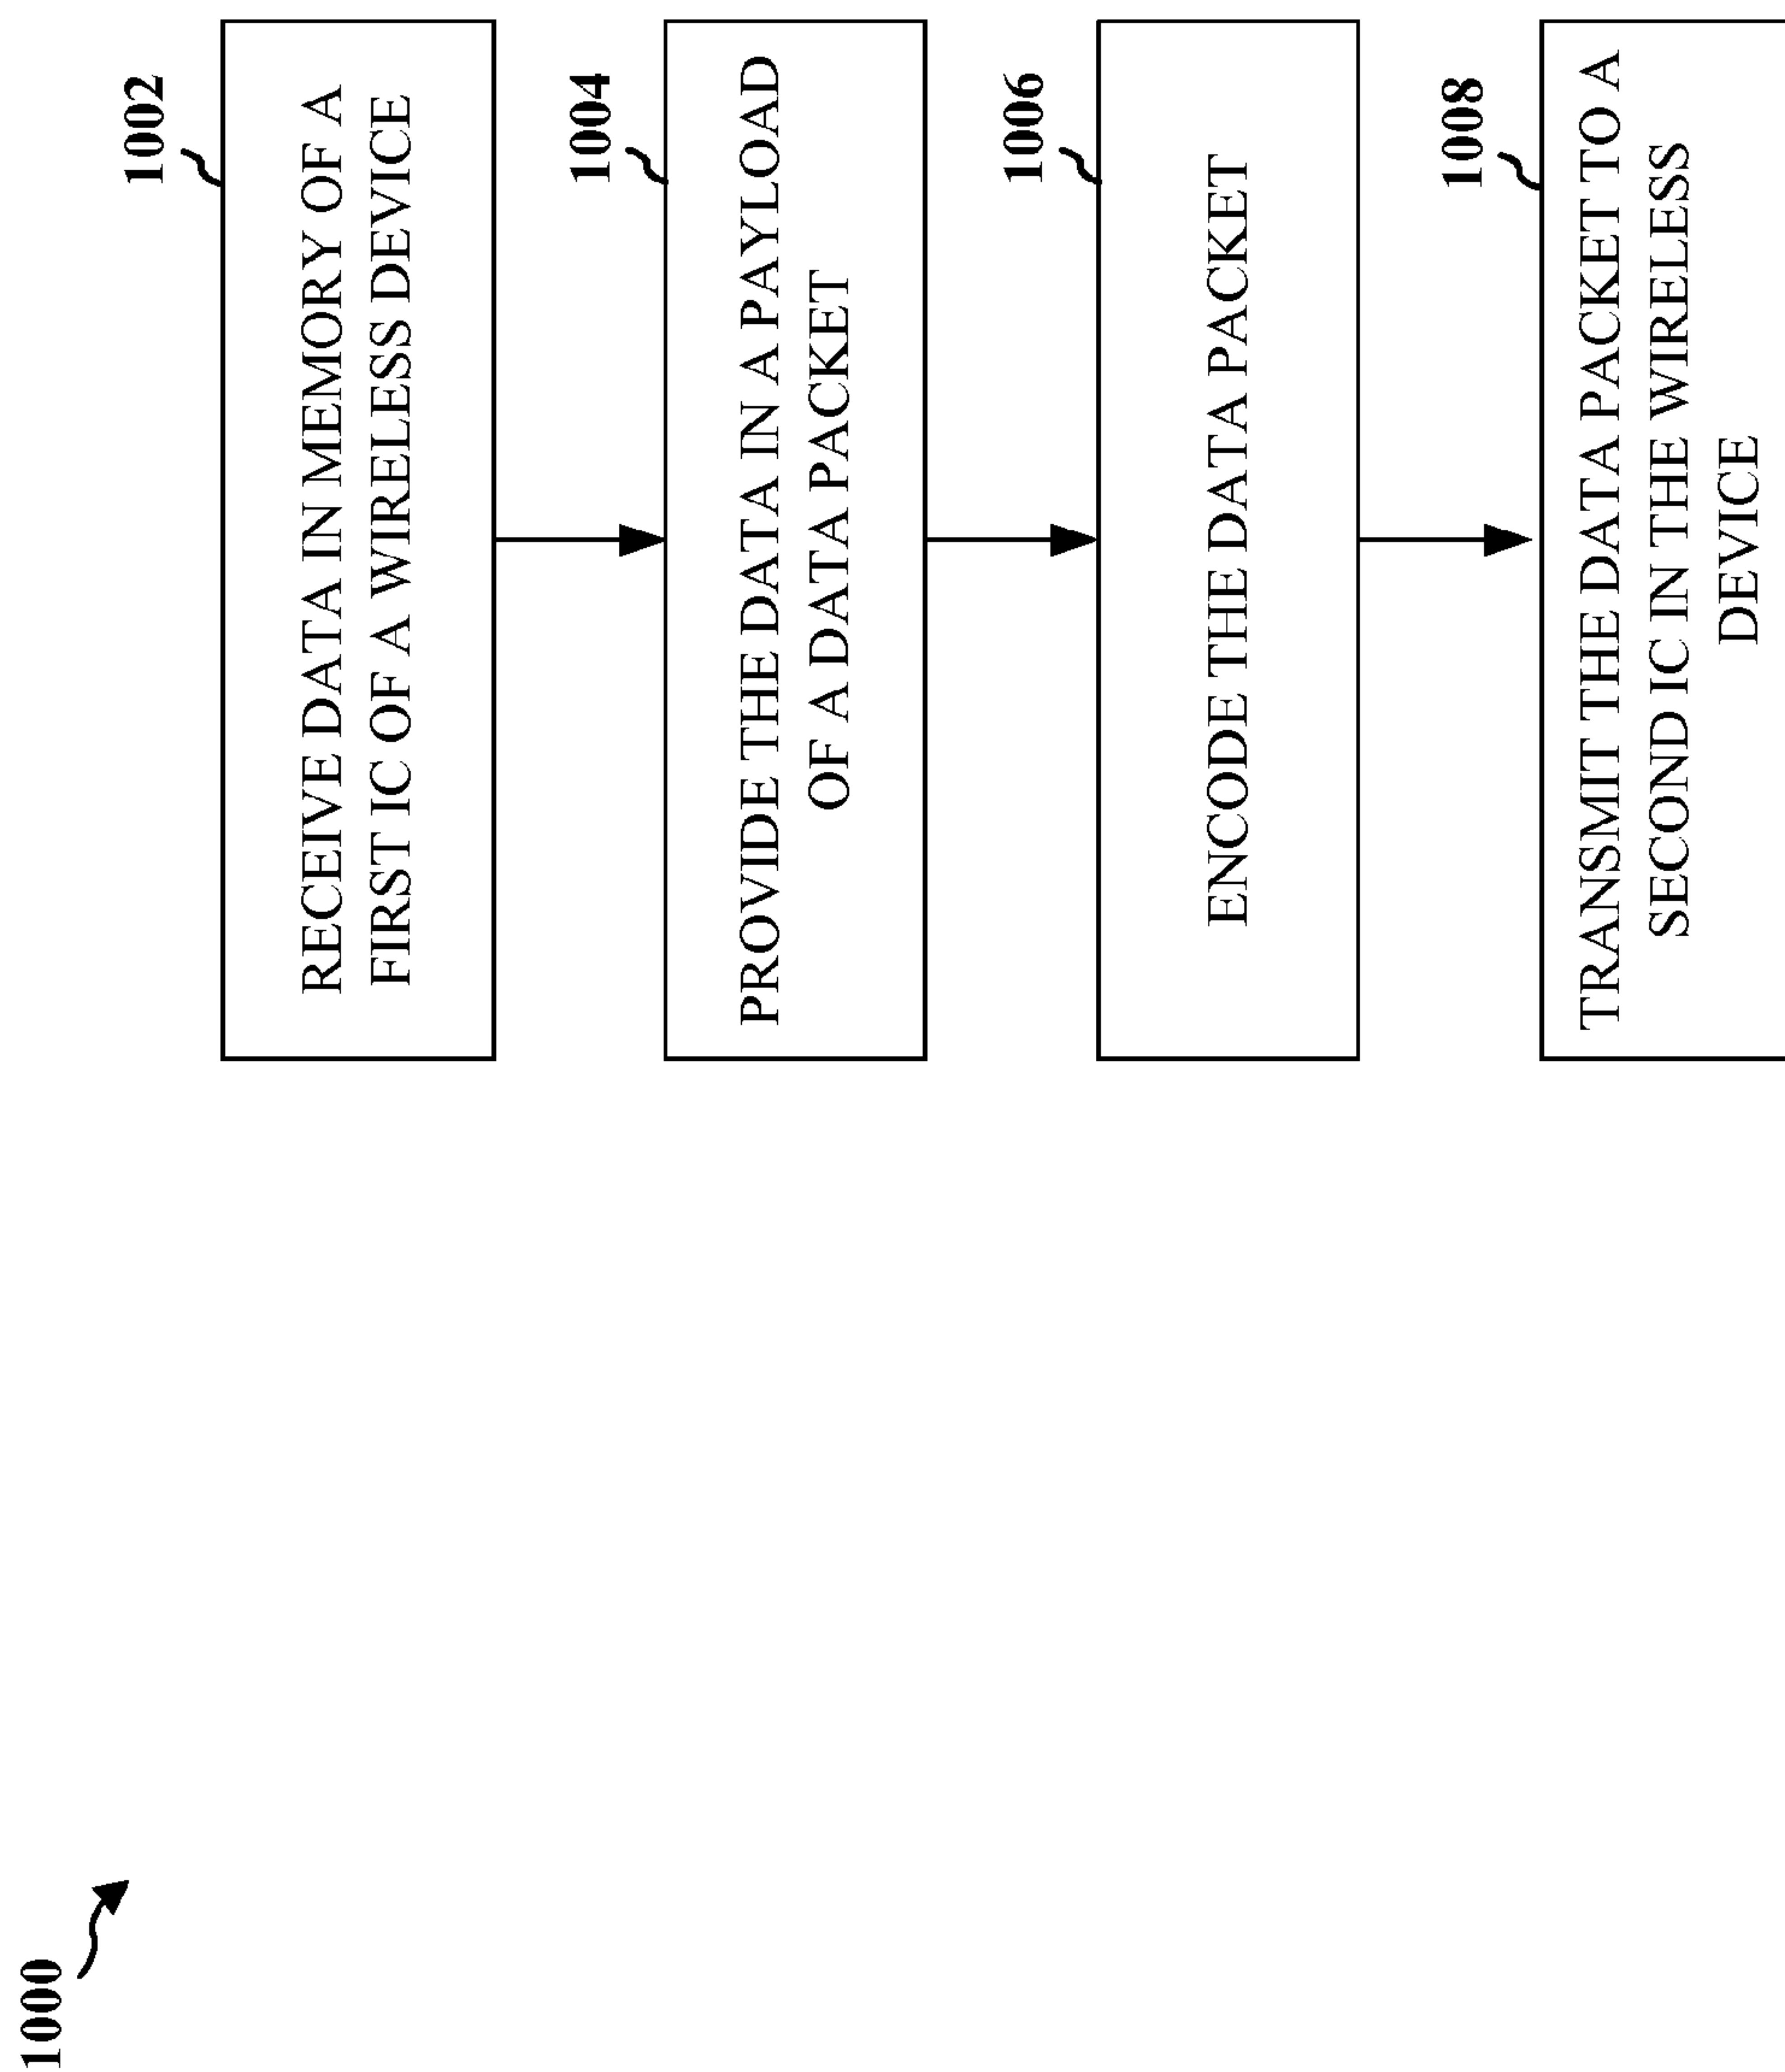 1000
1002
RECEIVE DATA IN MEMORY OF A
FIRST IC OF A WIRELESS DEVICE
1004
PROVIDE THE DATA IN A PAYLOAD
OF A DATA PACKET
1006
ENCODE THE DATA PACKET
1008
TRANSMIT THE DATA PACKET TO A
SECOND IC IN THE WIRELESS
DEVICE